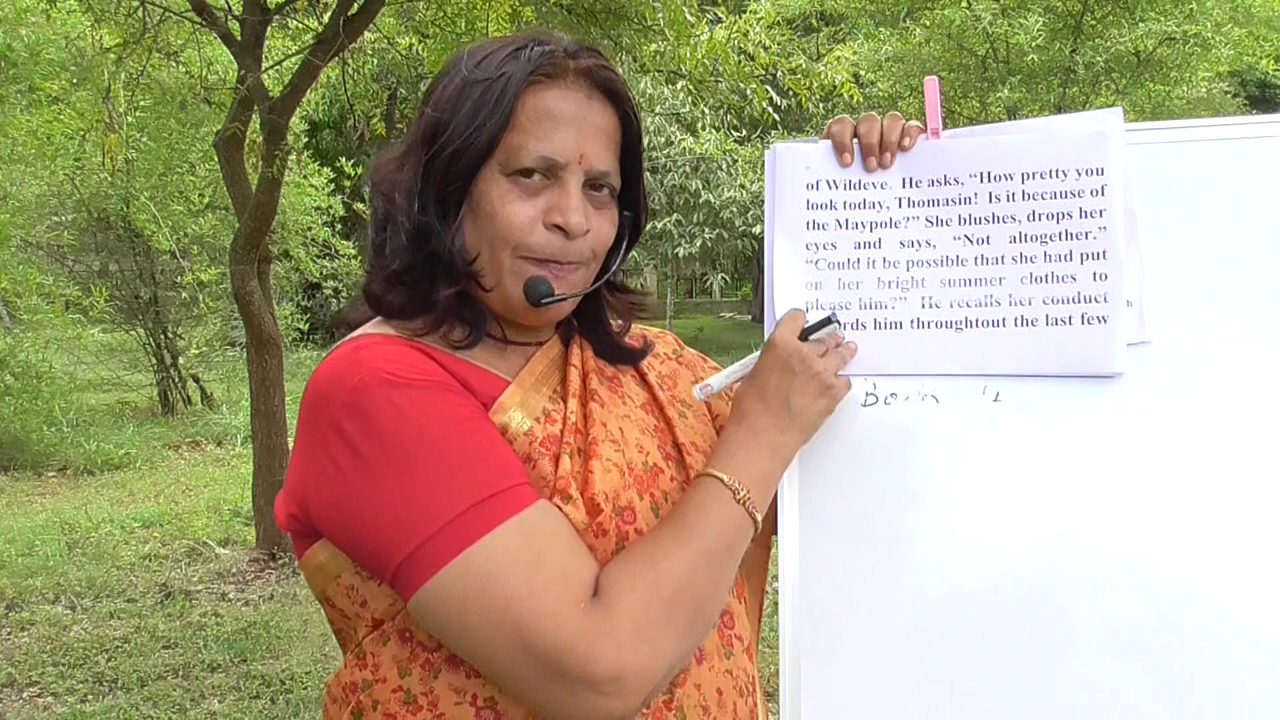 of Wildeve. He asks, “How pretty you
look today, Thomasin! Is it because of
the Maypole?” She blushes, drops her
eyes and says, “Not altogether.”
“Could it be possible that she had put
on her bright summer clothes to
please him?” He recalls her conduct
rds him throughtout the last few
h